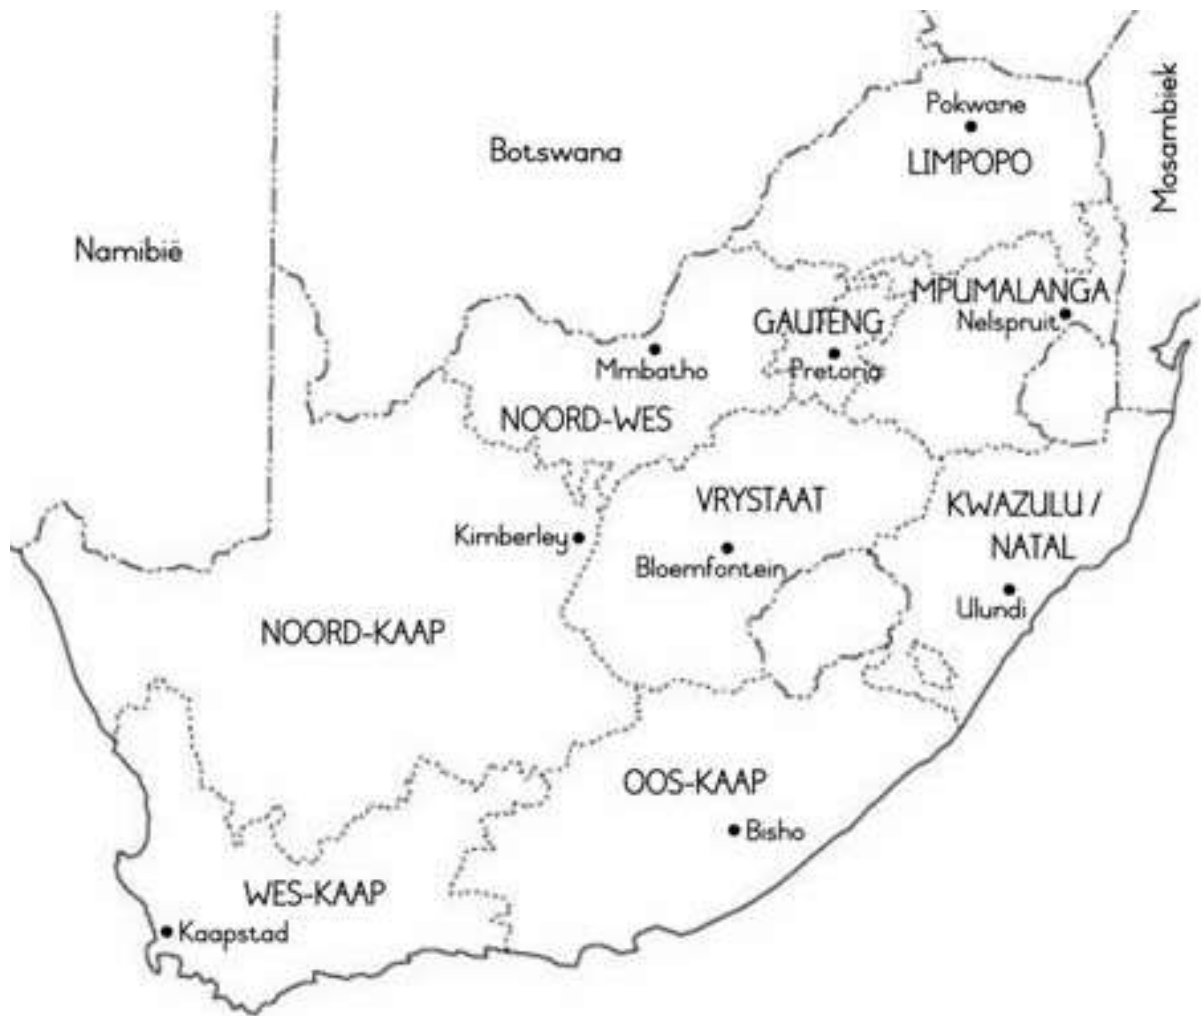 Pokwane
LIMPOPO
Mosambiek
Botswana
Namibië
MPUMALANGA
Nelspruit
GAUTENG
Pretoria
Mmbatho
NOORD-WES
VRYSTAAT
Bloemfontein
KWAZULU /
NATAL
Ulundi
Kimberley
NOORD-KAAP
OOS-KAAP
Bisho
WES-KAAP
Kaapstad